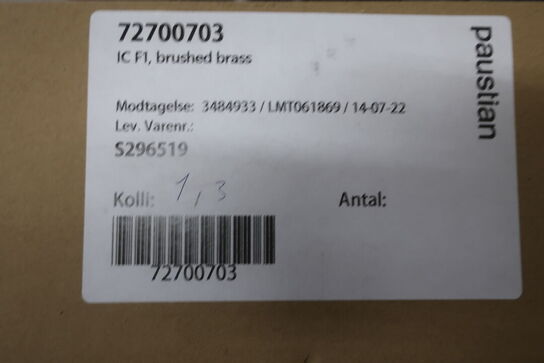 72700703
IC F1, brushed brass
paustian
Modtagelse: 3484933 / LMT061869 / 14-07-22
Lev. Varenr.:
S296519
Kolli: 1, 3
Antal:
72700703